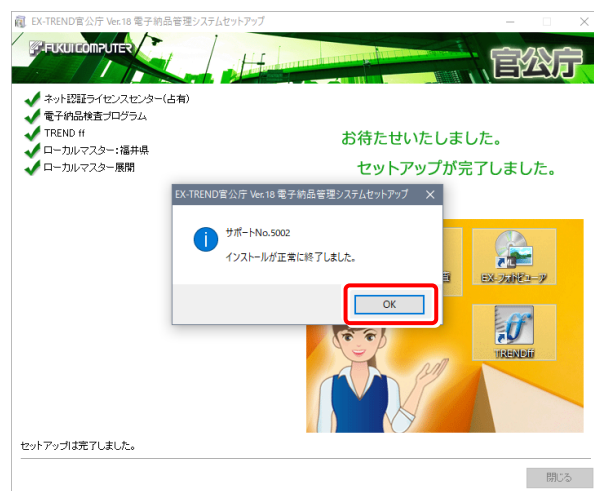 EX-TREND官公庁 Ver.18 電子納品管理システムセットアップ
FUKUI COMPUTER
官公庁
ネット認証ライセンスセンター(占有)
電子納品検査プログラム
TREND ff
ローカルマスター：福井県
ローカルマスター展開
お待たせいたしました。
セットアップが完了しました。
EX-TREND官公庁 Ver.18 電子納品管理システムセットアップ
サポートNo.5002
インストールが正常に終了しました。
OK
EX-フォトビューア
TRENDff
セットアップは完了しました。
閉じる